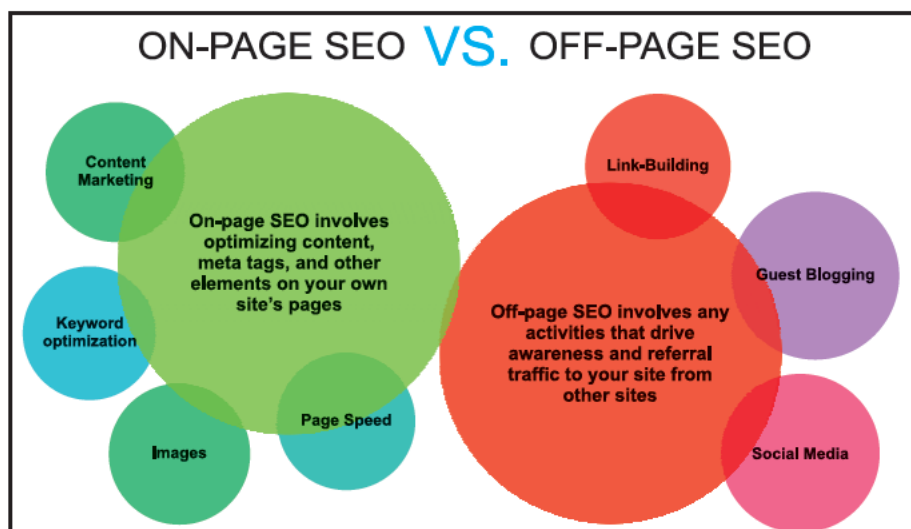 ON-PAGE SEO VS. OFF-PAGE SEO
Content
Marketing
On-page SEO involves
optimizing content,
meta tags, and other
elements on your own
site's pages
Keyword
optimization
Images
Page Speed
Link-Building
Guest Blogging
Off-page SEO involves any
activities that drive
awareness and referral
traffic to your site from
other sites
Social Media